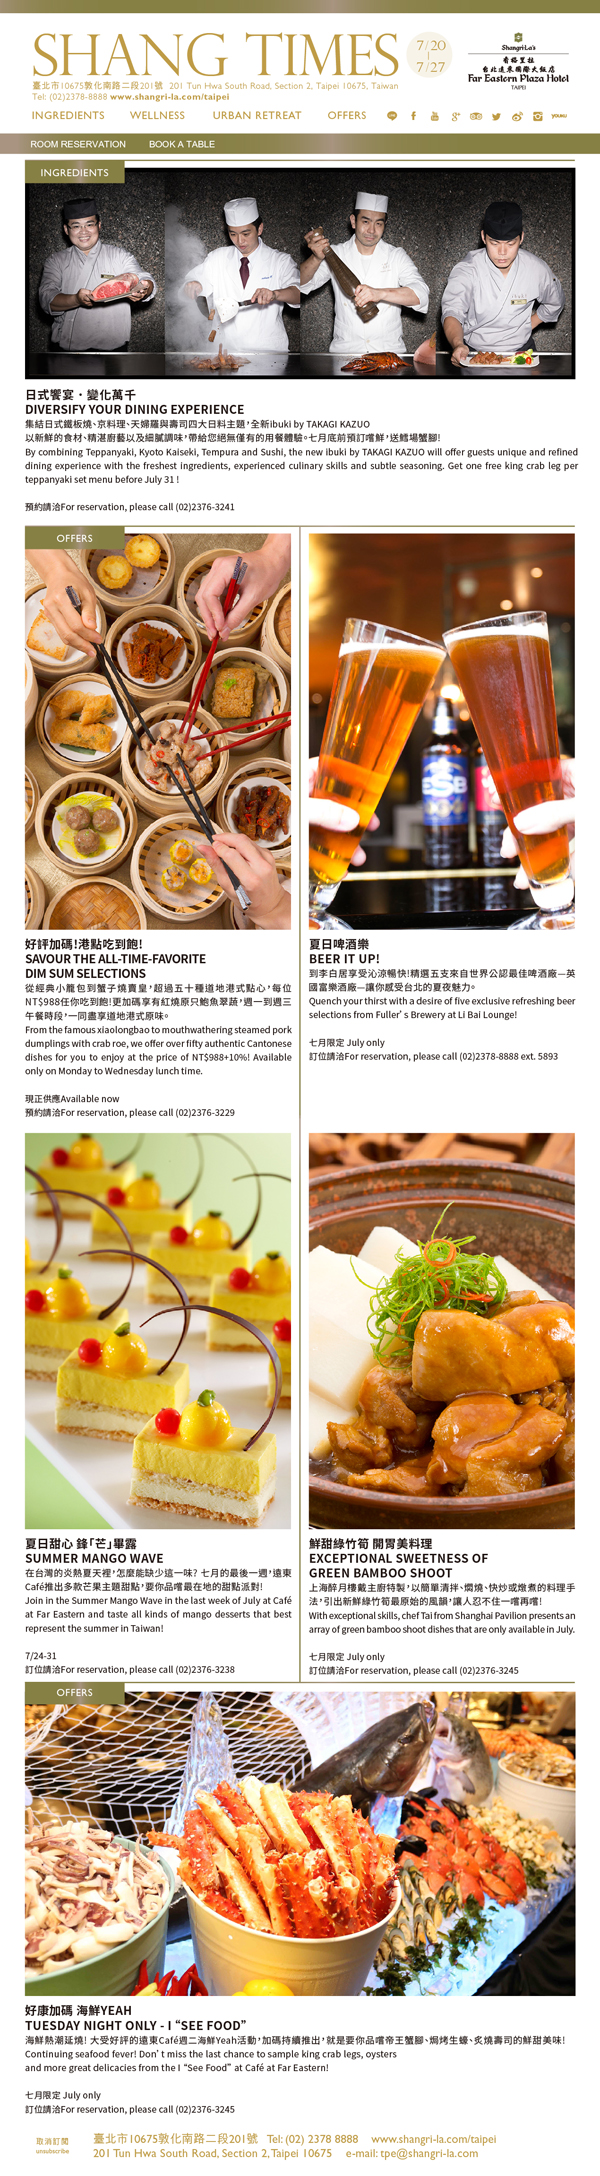 SHANG TIMES
7/20
7/27
Shangri-La's
香格里拉
台北遠東國際大飯店
Far Eastern Plaza Hotel
TAIPEI
臺北市10675敦化南路二段201號 201 Tun Hwa South Road, Section 2, Taipei 10675, Taiwan
Tel: (02)2378-8888 www.shangri-la.com/taipei
INGREDIENTS WELLNESS URBAN RETREAT OFFERS
ROOM RESERVATION BOOK A TABLE
INGREDIENTS
日式饗宴．變化萬千
DIVERSIFY YOUR DINING EXPERIENCE
集結日式鐵板燒、京料理、天婦羅與壽司四大日料主題，全新ibuki by TAKAGI KAZUO
以新鮮的食材、精湛廚藝以及細膩調味，帶給您絕無僅有的用餐體驗。七月底前預訂嚐鮮，送鱈場蟹腳！
By combining Teppanyaki, Kyoto Kaiseki, Tempura and Sushi, the new ibuki by TAKAGI KAZUO will offer guests unique and refined
dining experience with the freshest ingredients, experienced culinary skills and subtle seasoning. Get one free king crab leg per
teppanyaki set menu before July 31 !
預約請洽For reservation, please call (02)2376-3241
OFFERS
好評加碼！港點吃到飽！
SAVOUR THE ALL-TIME-FAVORITE
DIM SUM SELECTIONS
從經典小籠包到蟹子燒賣皇，超過五十種道地港式點心，每位
NT$988任你吃到飽！更加碼享有紅燒原只鮑魚翠蔬，週一到週三
午餐時段，一同盡享道地港式原味。
From the famous xiaolongbao to mouthwathering steamed pork
dumplings with crab roe, we offer over fifty authentic Cantonese
dishes for you to enjoy at the price of NT$988+10%! Available
only on Monday to Wednesday lunch time.
現正供應Available now
預約請洽For reservation, please call (02)2376-3229
ESB
夏日啤酒樂
BEER IT UP!
到李白居享受沁涼暢快！精選五支來自世界公認最佳啤酒廠—英
國富樂酒廠—讓你感受台北的夏夜魅力。
Quench your thirst with a desire of five exclusive refreshing beer
selections from Fuller’s Brewery at Li Bai Lounge!
七月限定 July only
訂位請洽For reservation, please call (02)2378-8888 ext. 5893
夏日甜心 鋒「芒」畢露
SUMMER MANGO WAVE
在台灣的炎熱夏天裡，怎麼能缺少這一味？七月的最後一週，遠東
Café推出多款芒果主題甜點，要你品嚐最在地的甜點派對！
Join in the Summer Mango Wave in the last week of July at Café
at Far Eastern and taste all kinds of mango desserts that best
represent the summer in Taiwan!
7/24-31
訂位請洽For reservation, please call (02)2376-3238
鮮甜綠竹筍 開胃美料理
EXCEPTIONAL SWEETNESS OF
GREEN BAMBOO SHOOT
上海醉月樓戴主廚特製，以簡單清拌、燜燒、快炒或燉煮的料理手
法，引出新鮮綠竹筍最原始的風韻，讓人忍不住一嚐再嚐！
With exceptional skills, chef Tai from Shanghai Pavilion presents an
array of green bamboo shoot dishes that are only available in July.
七月限定 July only
訂位請洽For reservation, please call (02)2376-3245
OFFERS
好康加碼 海鮮YEAH
TUESDAY NIGHT ONLY - I “SEE FOOD”
海鮮熱潮延燒！大受好評的遠東Café週二海鮮Yeah活動，加碼持續推出，就是要你品嚐帝王蟹腳、焗烤生蠔、炙燒壽司的鮮甜美味！
Continuing seafood fever! Don’t miss the last chance to sample king crab legs, oysters
and more great delicacies from the I “See Food” at Café at Far Eastern!
七月限定 July only
訂位請洽For reservation, please call (02)2376-3245
取消訂閱
unsubscribe
臺北市10675敦化南路二段201號 Tel: (02) 2378 8888 www.shangri-la.com/taipei
201 Tun Hwa South Road, Section 2, Taipei 10675 e-mail: tpe@shangri-la.com